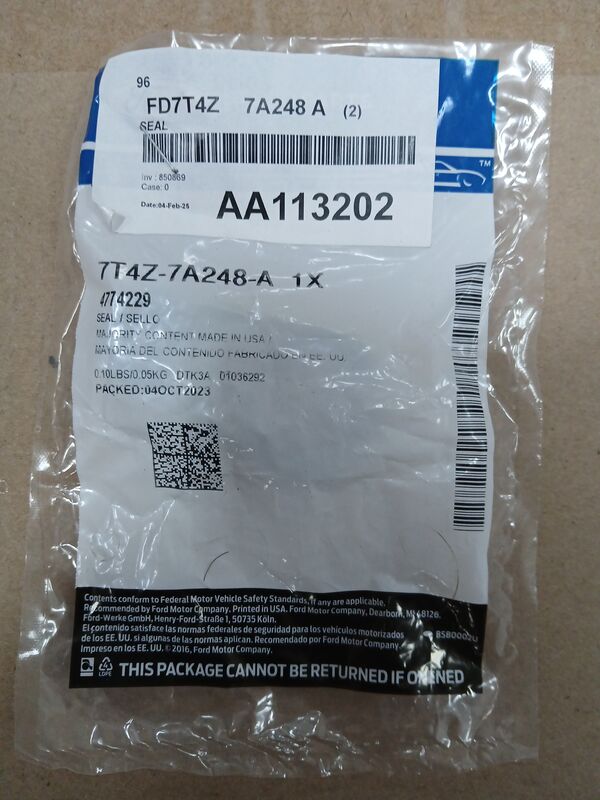 96
FD7T4Z 7A248 A (2)
SEAL
Inv : 850869
Case: 0
Date:04-Feb-25
AA113202
TM
7T4Z-7A248-A 1X
4774229
SEAL / SELLO
MAJORITY CONTENT MADE IN USA /
MAYORIA DEL CONTENIDO FABRICADO EN EE. UU.
0.10LBS/0.05KG DTK3A 01036292
PACKED:04OCT2023
Contents conform to Federal Motor Vehicle Safety Standards, if any are applicable.
Recommended by Ford Motor Company. Printed in USA. Ford Motor Company, Dearborn, MI 48126.
Ford-Werke GmbH, Henry-Ford-Straße 1, 50735 Köln.
El contenido satisface las normas federales de seguridad para los vehículos motorizados
de los EE. UU. si algunas de las normas aplican. Recomendado por Ford Motor Company.
Impreso en los EE. UU. ©2016, Ford Motor Company.
LDPE
THIS PACKAGE CANNOT BE RETURNED IF OPENED